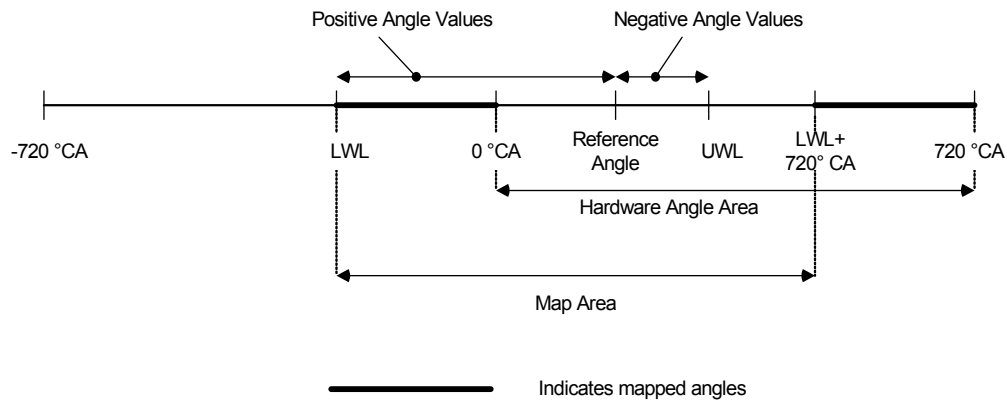 Positive Angle Values
Negative Angle Values
-720 °CA
LWL
0 °CA
Reference
Angle
UWL
LWL+
720° CA
720 °CA
Hardware Angle Area
Map Area
Indicates mapped angles